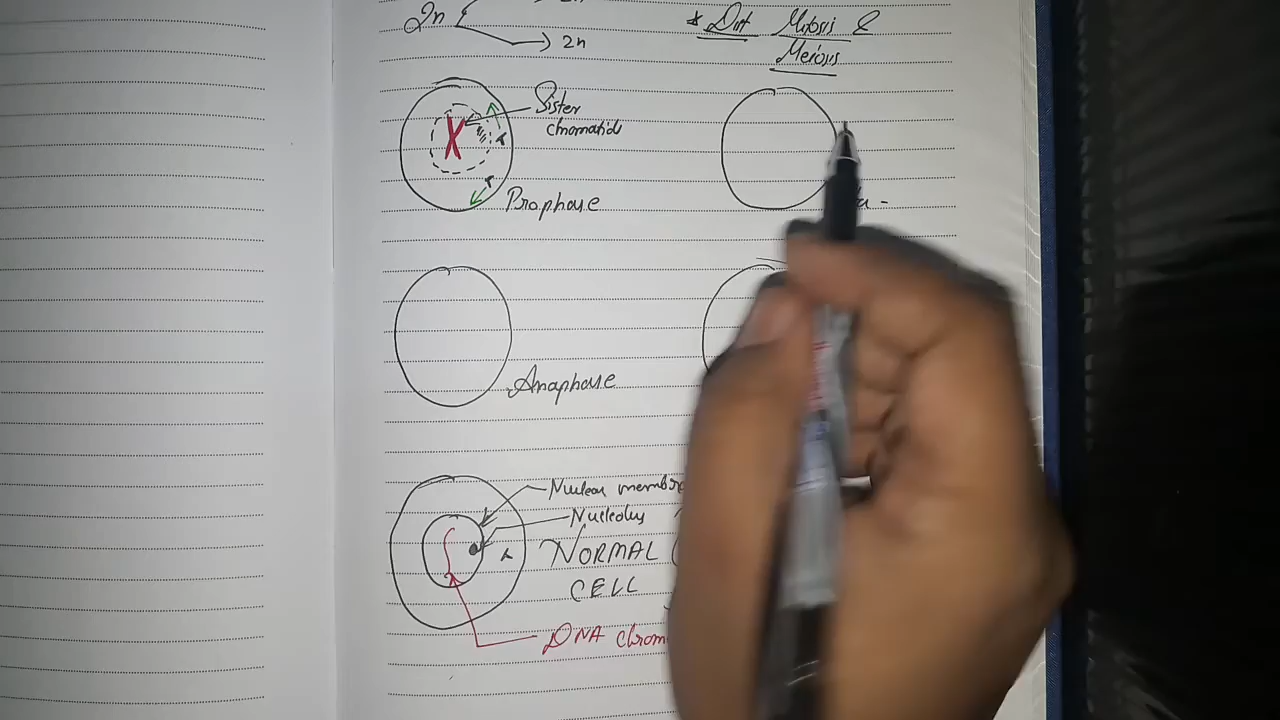 2n
2n
* Diff Mitosis &
Meiosis
Sister
chromatid
Prophase
Anaphase
Nuclear membr
Nucleolus
NORMAL
CELL
DNA chrom